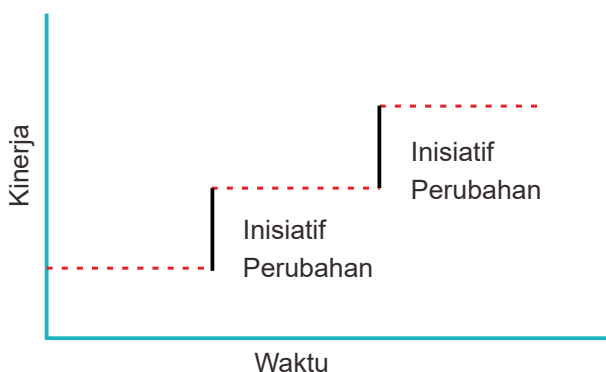 Kinerja
Inisiatif
Perubahan
Inisiatif
Perubahan
Waktu